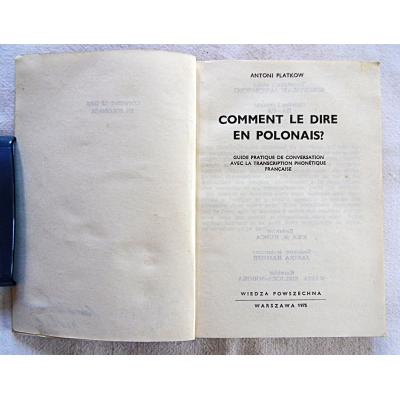 ANTONI PLATKOW
COMMENT LE DIRE
EN POLONAIS?
GUIDE PRATIQUE DE CONVERSATION
AVEC LA TRANSCRIPTION PHONÉTIQUE
FRANÇAISE
WIEDZA POWSZECHNA
WARSZAWA 1975